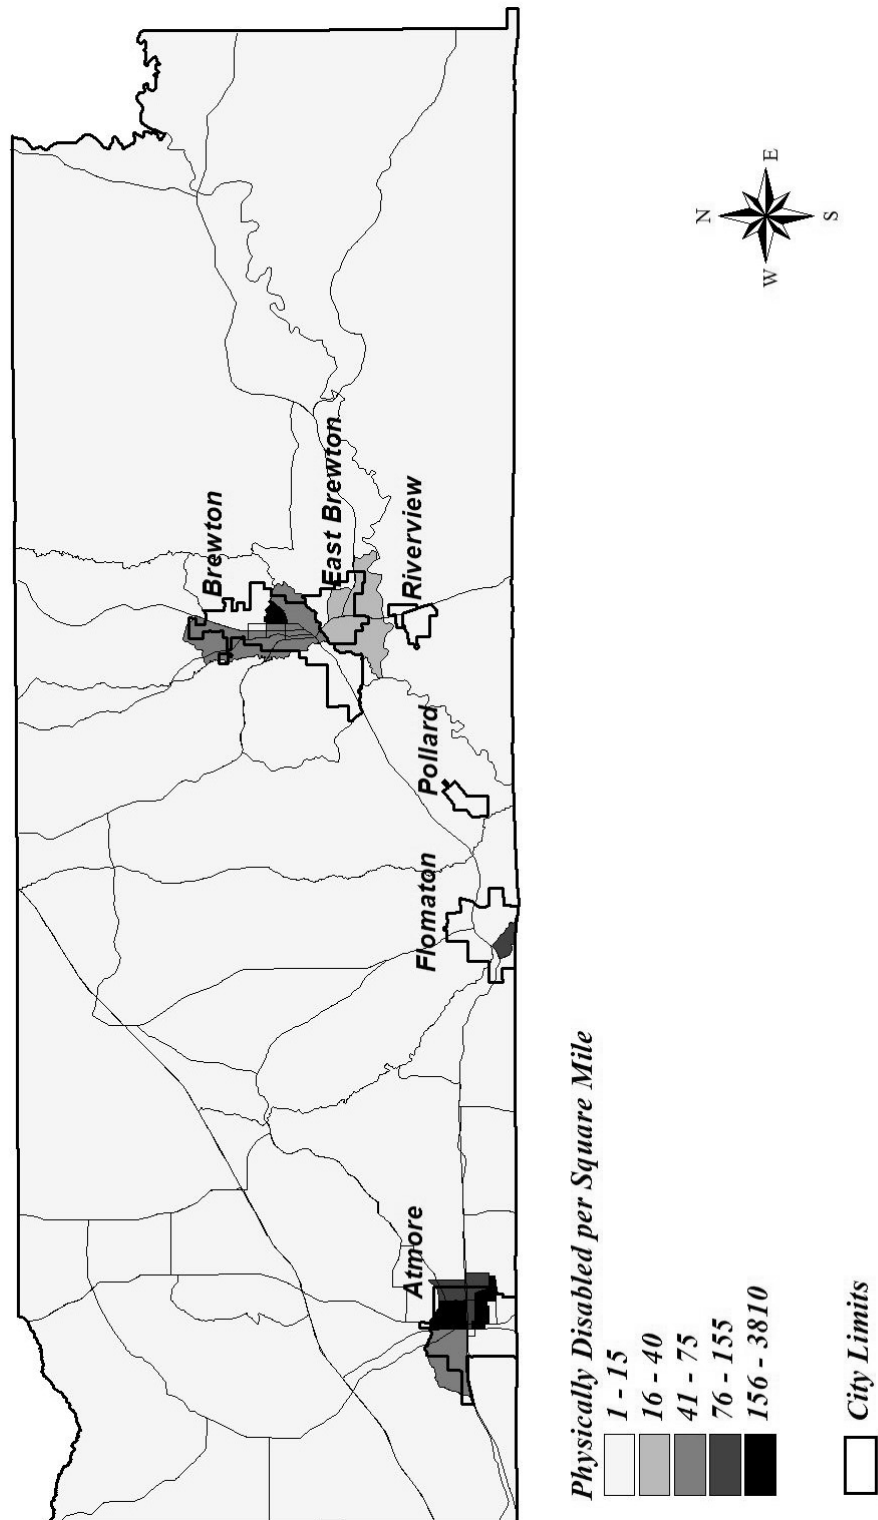 Brewton
East Brewton
Riverview
Pollard
Flomaton
Atmore
N
W
E
S
Physically Disabled per Square Mile
1 - 15
16 - 40
41 - 75
76 - 155
156 - 3810
City Limits